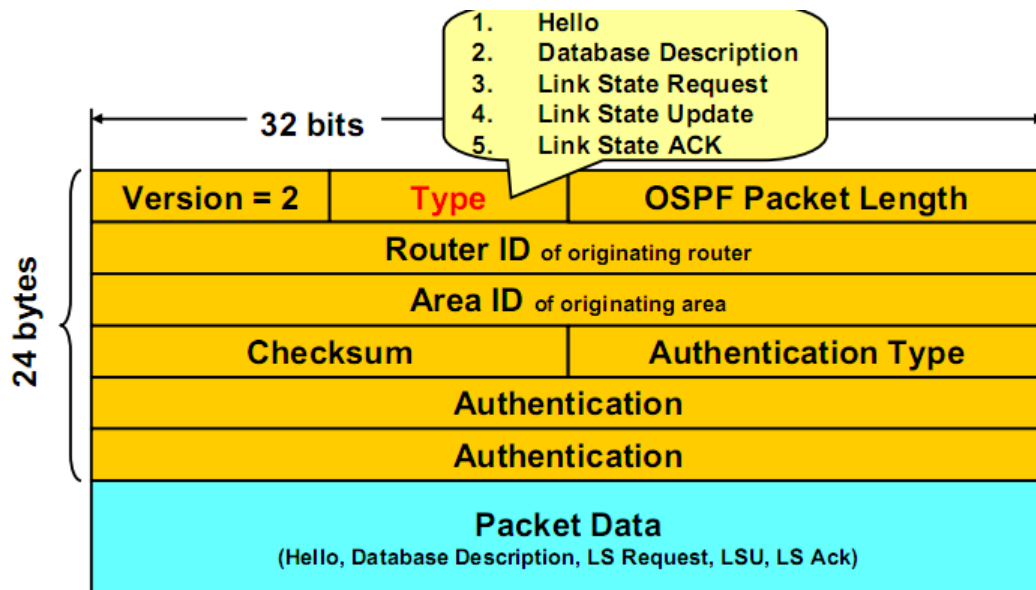 1. Hello
2. Database Description
3. Link State Request
4. Link State Update
5. Link State ACK
32 bits
Version = 2 Type OSPF Packet Length
Router ID of originating router
Area ID of originating area
Checksum Authentication Type
Authentication
Authentication
24 bytes
Packet Data
(Hello, Database Description, LS Request, LSU, LS Ack)